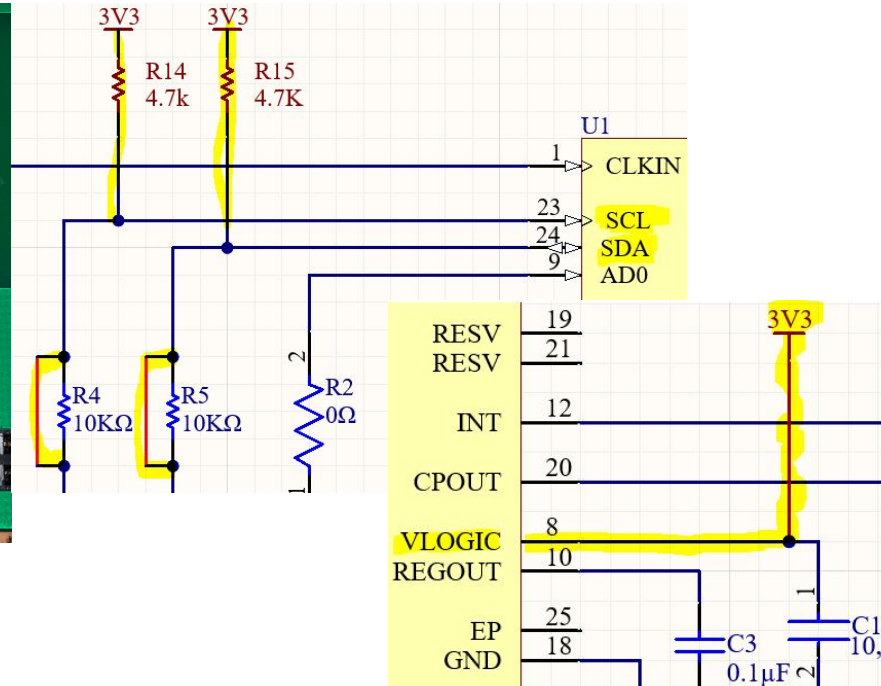 3V3 3V3
R14 R15
4.7k 4.7K
U1
1 CLKIN
23 SCL
24 SDA
9 AD0
2
R4 R5 R2
10KΩ 10KΩ 0Ω
1
3V3
RESV 19
RESV 21
INT 12
CPOUT 20
VLOGIC 8
REGOUT 10
1
EP 25
C3 C1
GND 18
0.1µF 10,
2